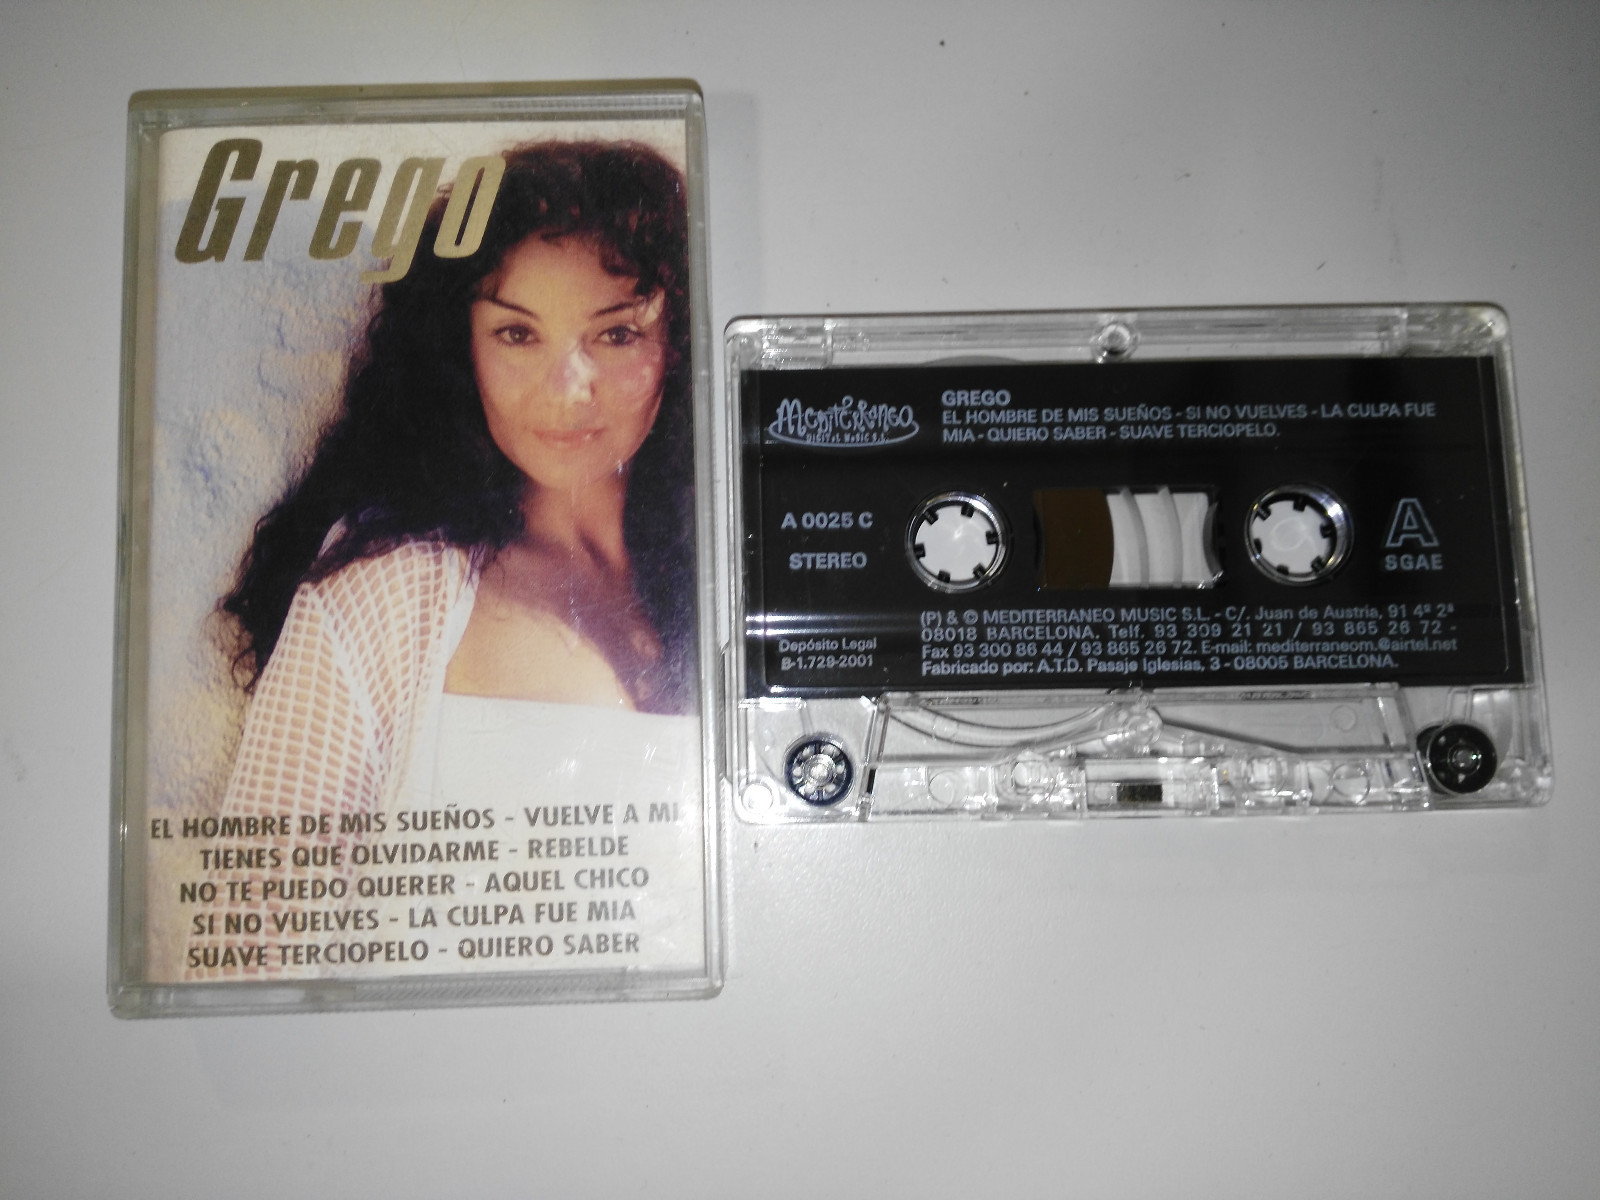 Grego
EL HOMBRE DE MIS SUEÑOS - VUELVE A MI
TIENES QUE OLVIDARME - REBELDE
NO TE PUEDO QUERER - AQUEL CHICO
SI NO VUELVES - LA CULPA FUE MIA
SUAVE TERCIOPELO - QUIERO SABER
MEDITERRANEO
DIGITAL MUSIC S.L.
GREGO
EL HOMBRE DE MIS SUEÑOS - SI NO VUELVES - LA CULPA FUE
MIA - QUIERO SABER - SUAVE TERCIOPELO.
A 0025 C
STEREO
A
SGAE
Depósito Legal
B-1.729-2001
(P) & © MEDITERRANEO MUSIC S.L. - C/. Juan de Austria, 91 4º 2ª
08018 BARCELONA. Telf. 93 309 21 21 / 93 865 26 72 -
Fax 93 300 86 44 / 93 865 26 72. E-mail: mediterraneom.@airtel.net
Fabricado por: A.T.D. Pasaje Iglesias, 3 - 08005 BARCELONA.